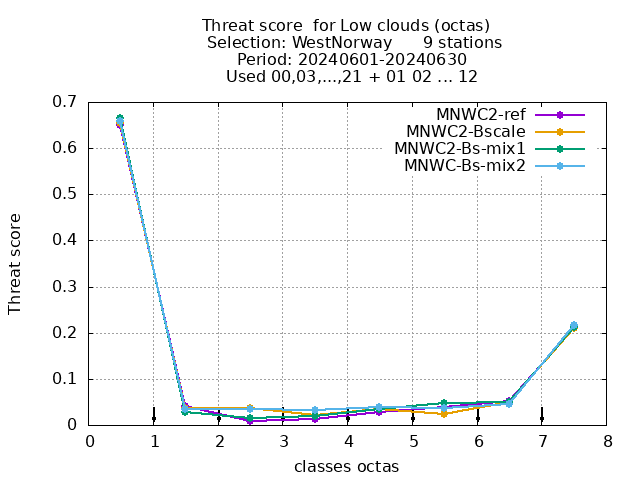 Threat score  for Low clouds (octas)
Selection: WestNorway      9 stations
Period: 20240601-20240630
Used 00,03,...,21 + 01 02 ... 12
MNWC2-ref
MNWC2-Bscale
MNWC2-Bs-mix1
MNWC-Bs-mix2
0.7
0.6
0.5
0.4
0.3
0.2
0.1
0
Threat score
0 1 2 3 4 5 6 7 8
classes octas